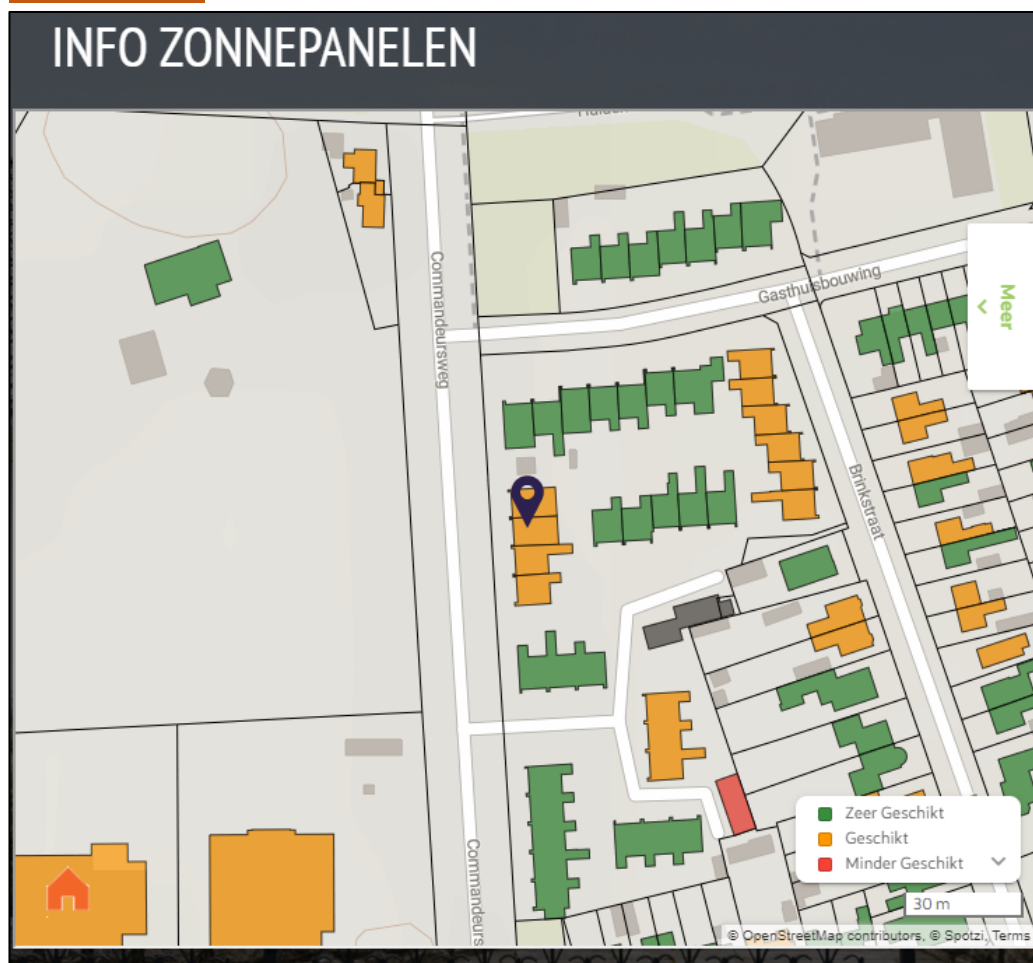 INFO ZONNEPANELEN
Commandeursweg
Gasthuisbouwing
Meer
Brinkstraat
Zeer Geschikt
Geschikt
Minder Geschikt
Commandeurs
30 m
© OpenStreetMap contributors, © Spotzi, Terms